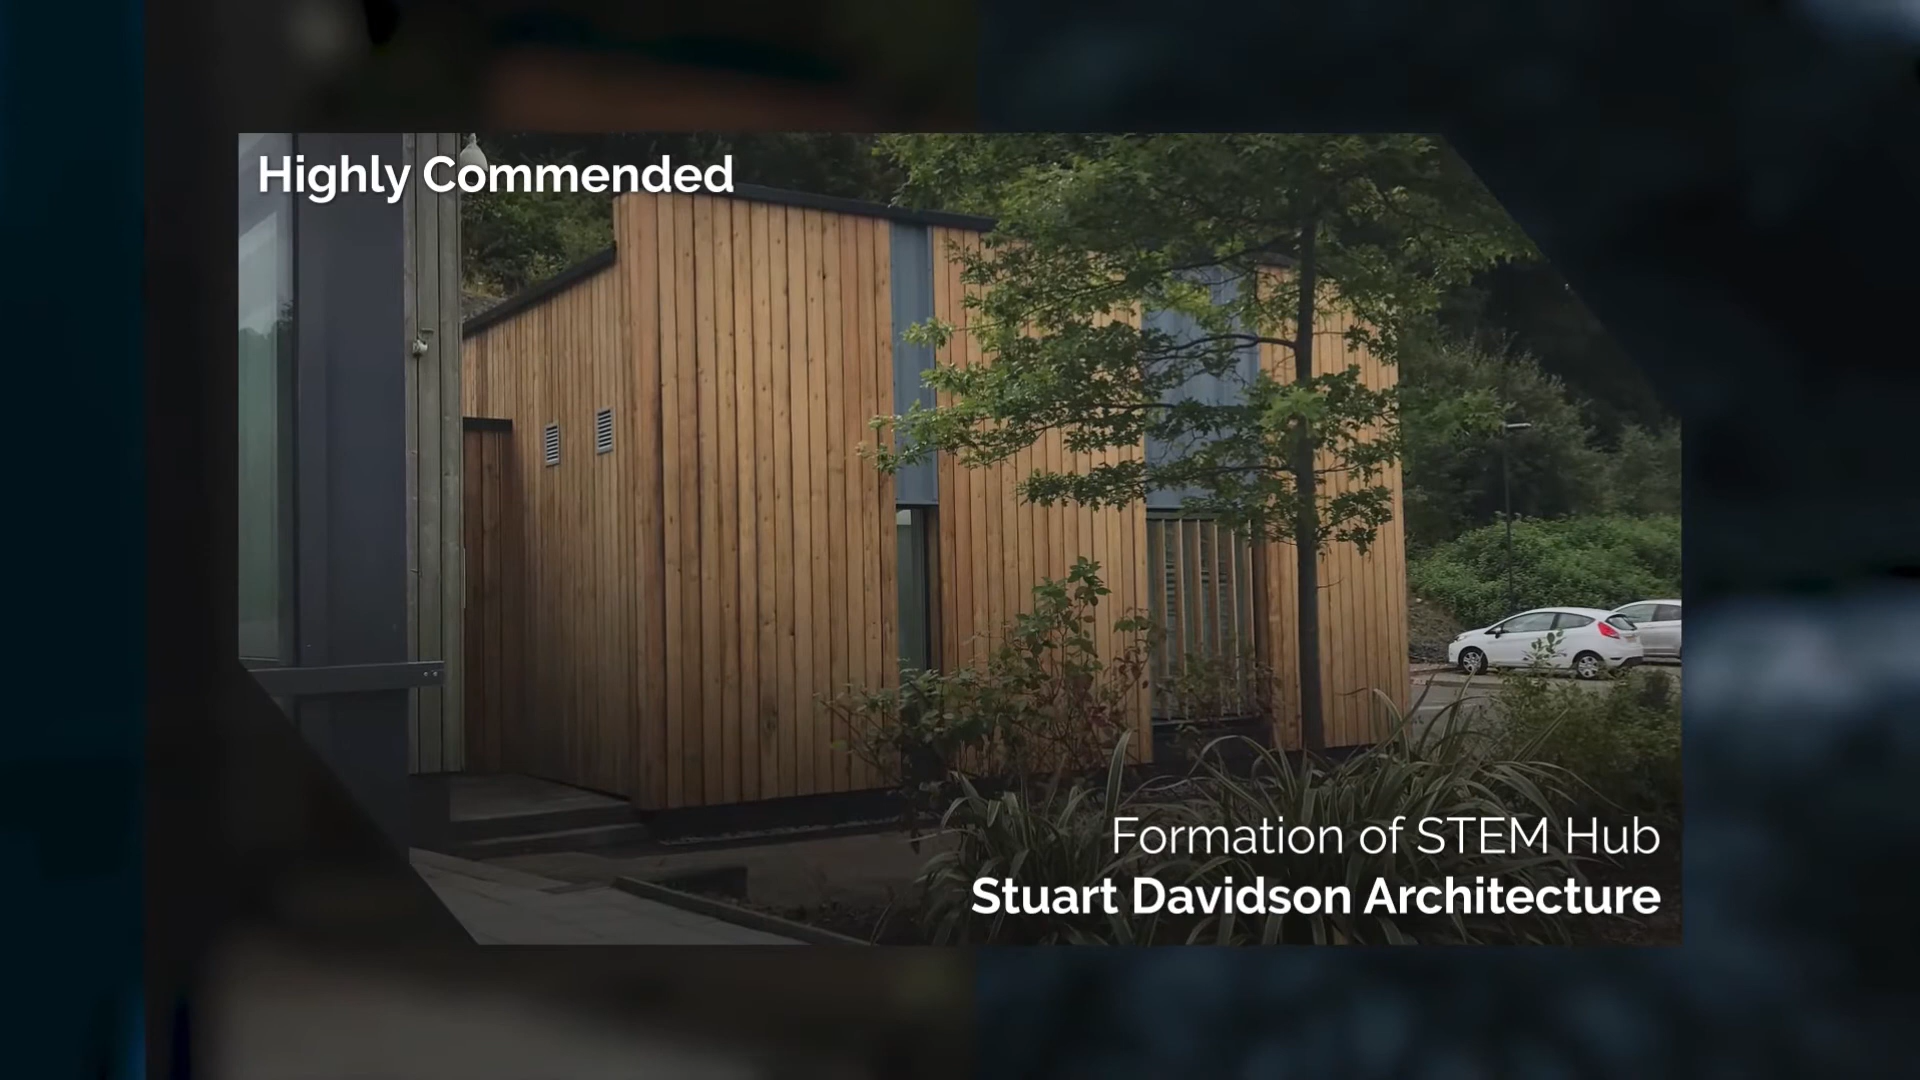 Highly Commended
Formation of STEM Hub
Stuart Davidson Architecture